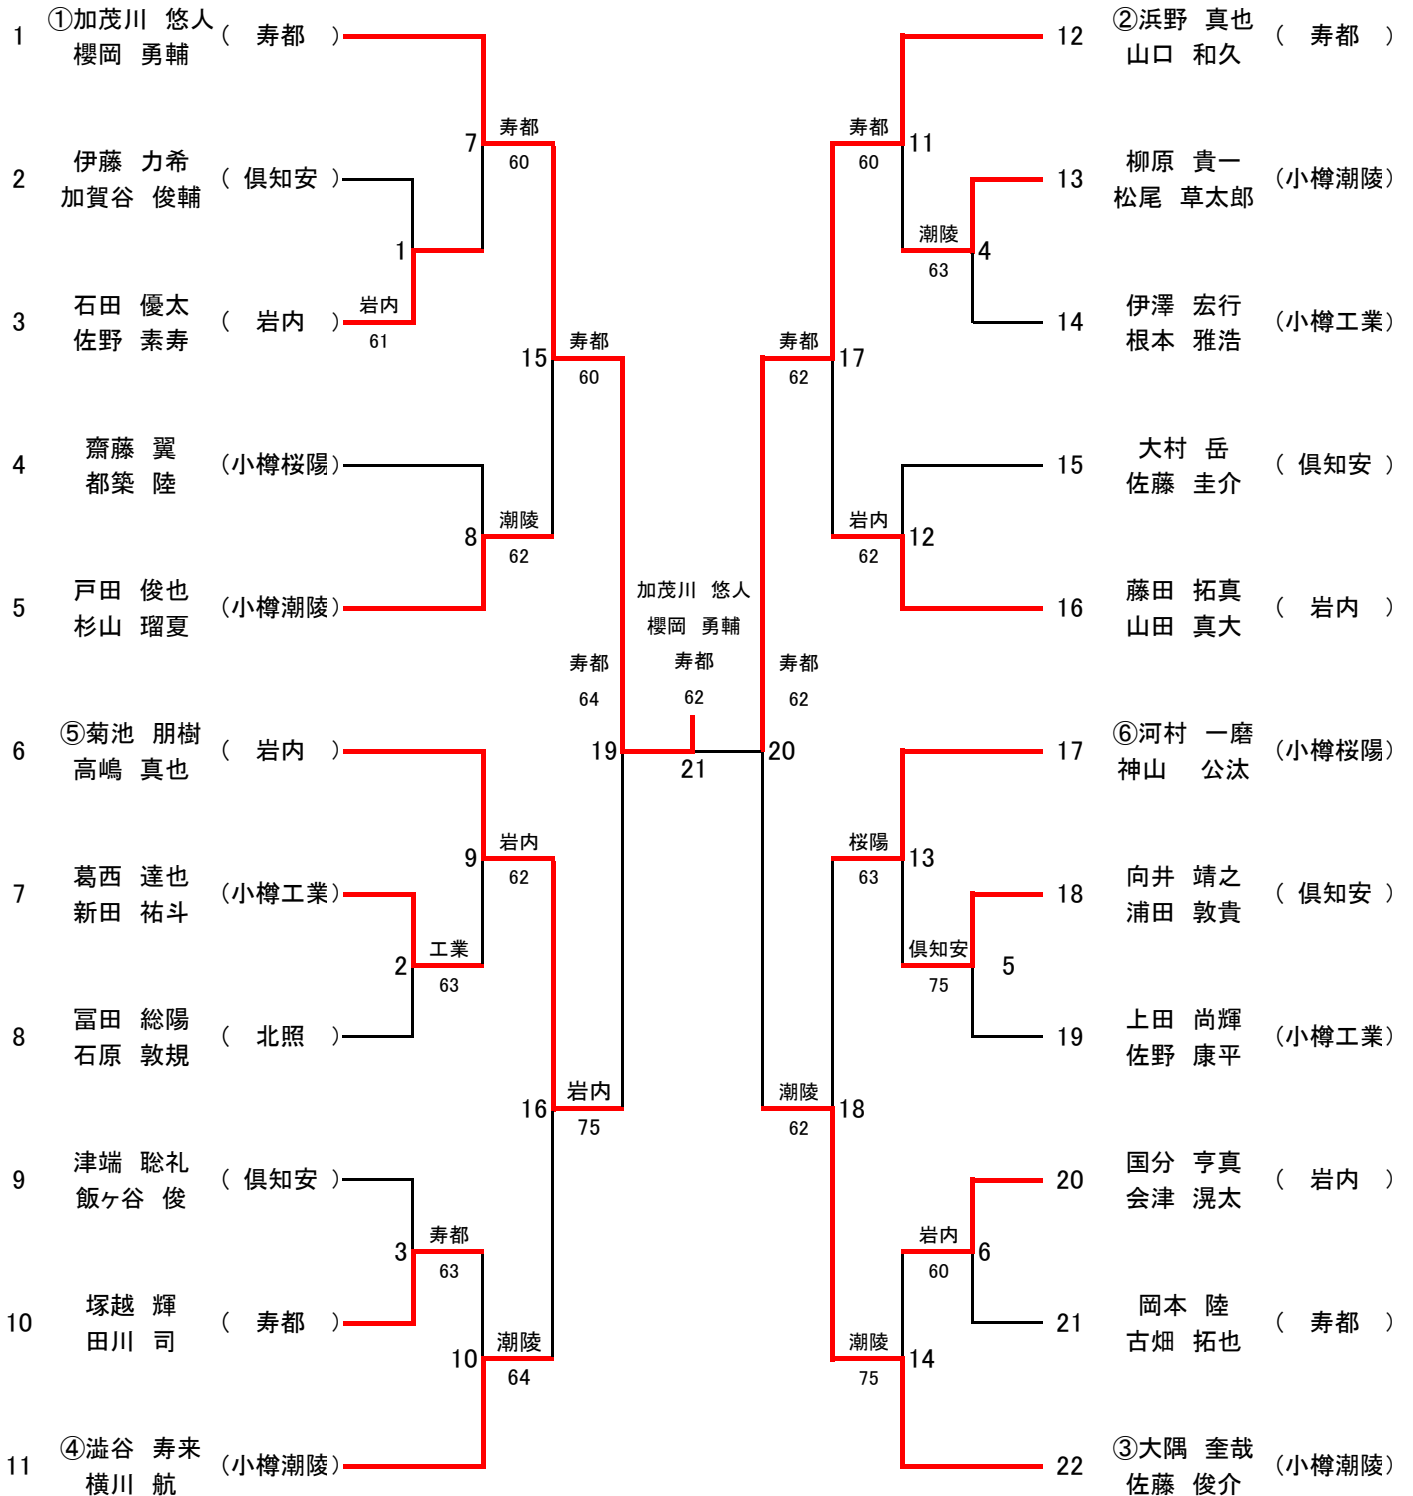 1 ①加茂川 悠人 ( 寿都 )
櫻岡 勇輔
2 伊藤 力希 ( 倶知安 )
加賀谷 俊輔
3 石田 優太 ( 岩内 )
佐野 素寿
4 齋藤 翼 (小樽桜陽)
都築 陸
5 戸田 俊也 (小樽潮陵)
杉山 瑠夏
6 ⑤菊池 朋樹 ( 岩内 )
高嶋 真也
7 葛西 達也 (小樽工業)
新田 祐斗
8 冨田 総陽 ( 北照 )
石原 敦規
9 津端 聡礼 ( 倶知安 )
飯ヶ谷 俊
10 塚越 輝 ( 寿都 )
田川 司
11 ④澁谷 寿来 (小樽潮陵)
横川 航
1
岩内
61
2
工業
63
3
寿都
63
7
寿都
60
8
潮陵
62
9
岩内
62
10
潮陵
64
15
寿都
60
16
岩内
75
寿都
64
19
加茂川 悠人
櫻岡 勇輔
寿都
62
21
寿都
62
20
寿都
62
17
潮陵
62
18
寿都
60
11
岩内
62
12
桜陽
63
13
潮陵
75
14
潮陵
63
4
倶知安
75
5
岩内
60
6
12 ②浜野 真也 ( 寿都 )
山口 和久
13 柳原 貴一 (小樽潮陵)
松尾 草太郎
14 伊澤 宏行 (小樽工業)
根本 雅浩
15 大村 岳 ( 倶知安 )
佐藤 圭介
16 藤田 拓真 ( 岩内 )
山田 真大
17 ⑥河村 一磨 (小樽桜陽)
神山 公汰
18 向井 靖之 ( 倶知安 )
浦田 敦貴
19 上田 尚輝 (小樽工業)
佐野 康平
20 国分 亨真 ( 岩内 )
会津 滉太
21 岡本 陸 ( 寿都 )
古畑 拓也
22 ③大隅 奎哉 (小樽潮陵)
佐藤 俊介